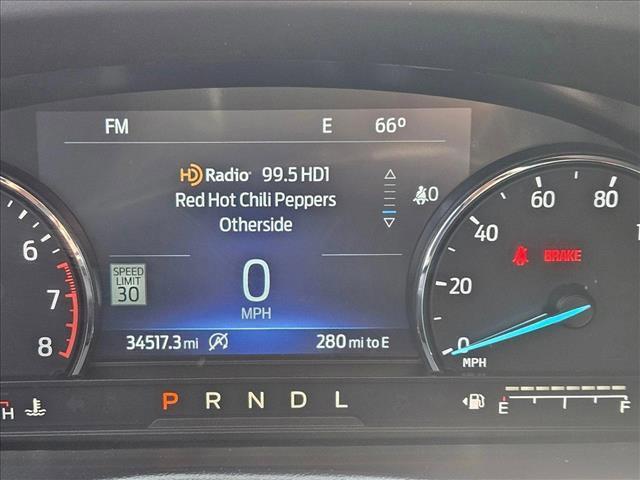 FM E 66°
HD Radio 99.5 HD1
Red Hot Chili Peppers
Otherside
0
MPH
SPEED
LIMIT
30
34517.3 mi 280 mi to E
6
7
8
0
20
40
60
80
MPH
BRAKE
H
P R N D L
E F